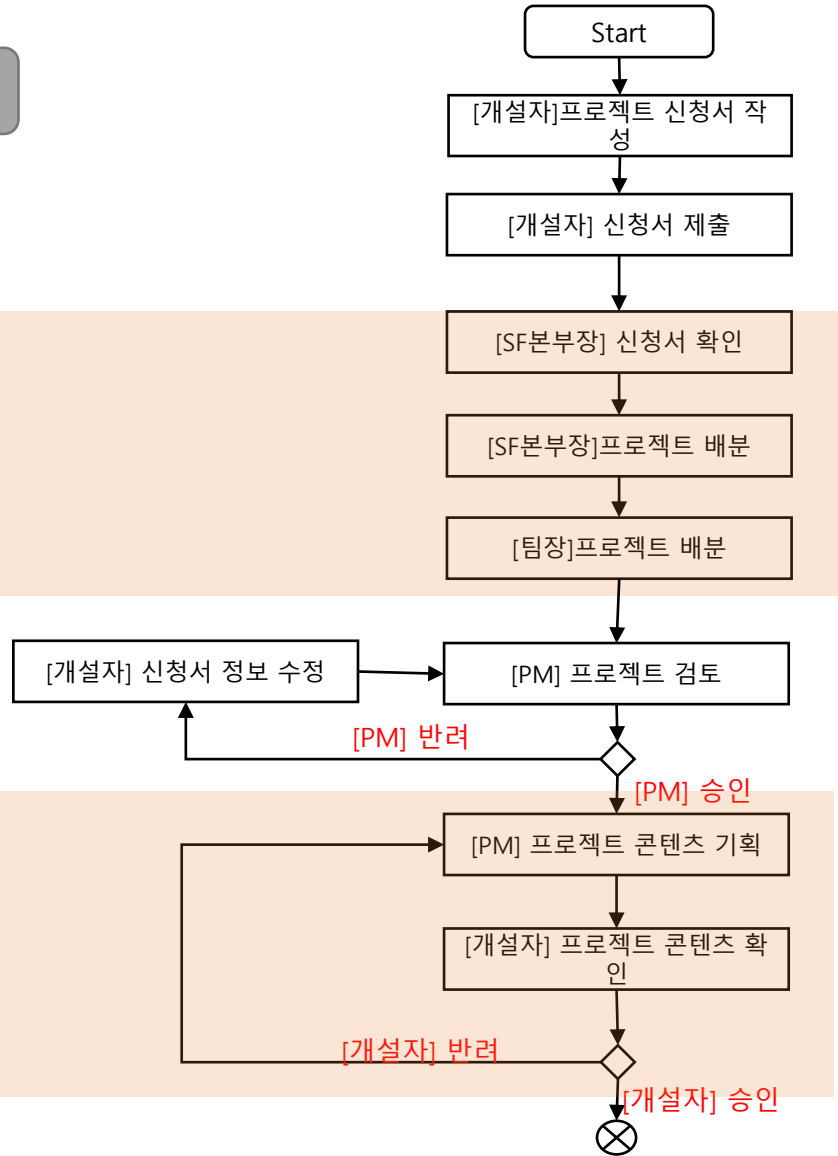 Start
[개설자]프로젝트 신청서 작
성
[개설자] 신청서 제출
[SF본부장] 신청서 확인
[SF본부장]프로젝트 배분
[팀장]프로젝트 배분
[개설자] 신청서 정보 수정
[PM] 프로젝트 검토
[PM] 반려
[PM] 승인
[PM] 프로젝트 콘텐츠 기획
[개설자] 프로젝트 콘텐츠 확
인
[개설자] 반려
[개설자] 승인